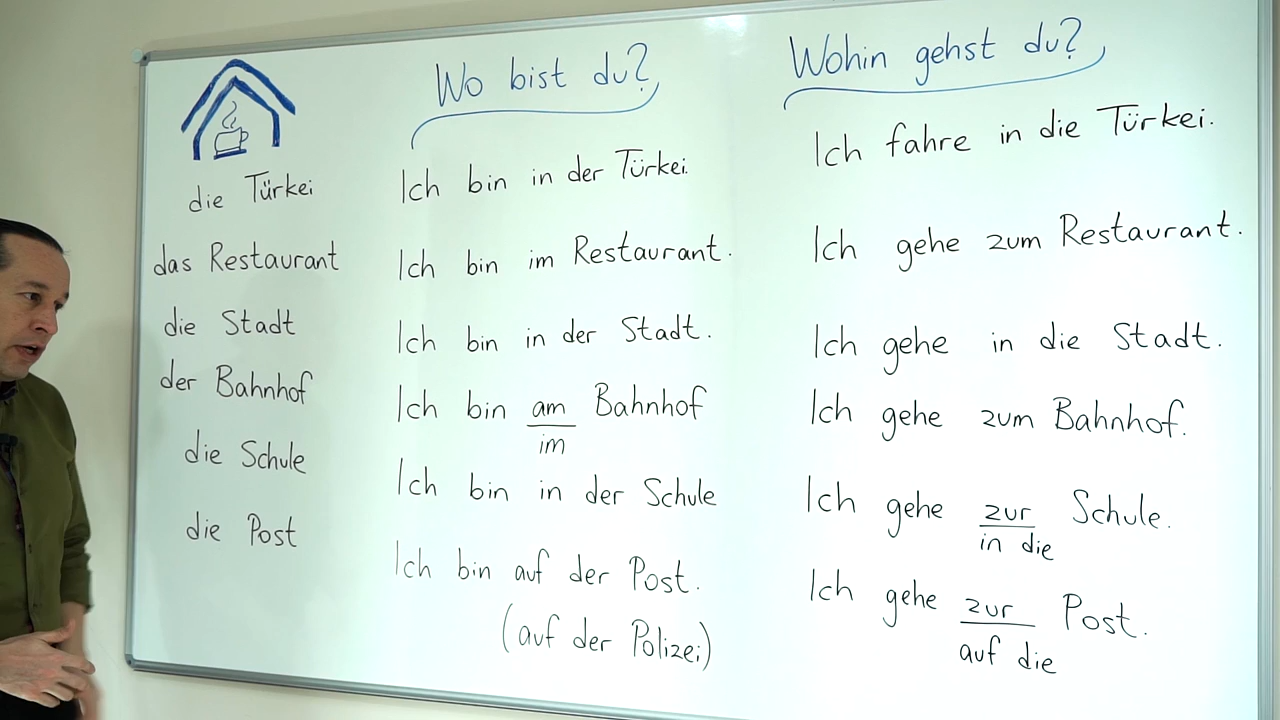 Wo bist du?
Wohin gehst du?
die Türkei
Ich bin in der Türkei.
Ich fahre in die Türkei.
das Restaurant
Ich bin im Restaurant.
Ich gehe zum Restaurant.
die Stadt
Ich bin in der Stadt.
Ich gehe in die Stadt.
der Bahnhof
Ich bin am Bahnhof
im
Ich gehe zum Bahnhof.
die Schule
Ich bin in der Schule
Ich gehe zur Schule.
in die
die Post
Ich bin auf der Post.
(auf der Polizei)
Ich gehe zur Post.
auf die